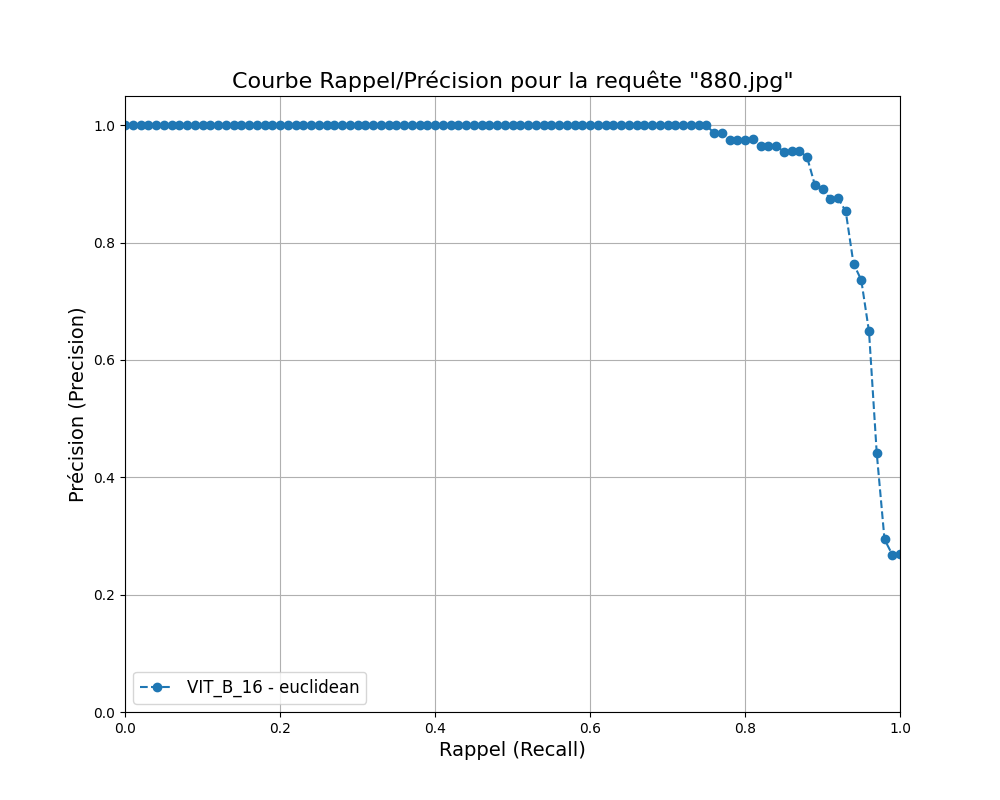 Courbe Rappel/Précision pour la requête "880.jpg"
Précision (Precision)
1.0
0.8
0.6
0.4
0.2
0.0
VIT_B_16 - euclidean
0.0 0.2 0.4 0.6 0.8 1.0
Rappel (Recall)